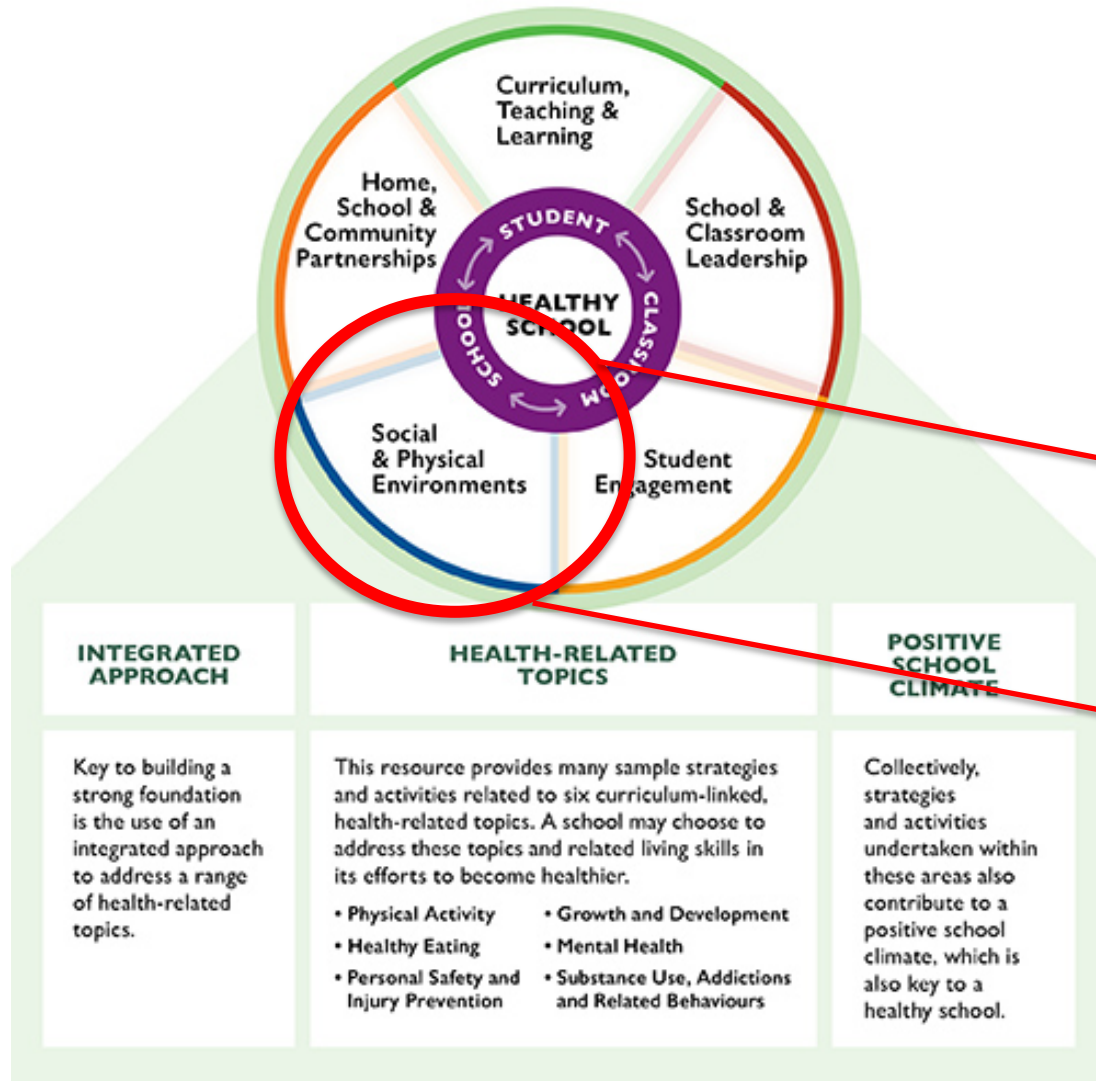 Curriculum,
Teaching &
Learning
Home,
School &
Community
Partnerships
School &
Classroom
Leadership
STUDENT
CLASSROOM
SCHOOL
HEALTHY
SCHOOL
Social
& Physical
Environments
Student
Engagement
INTEGRATED
APPROACH
HEALTH-RELATED
TOPICS
POSITIVE
SCHOOL
CLIMATE
Key to building a
strong foundation
is the use of an
integrated approach
to address a range
of health-related
topics.
This resource provides many sample strategies
and activities related to six curriculum-linked,
health-related topics. A school may choose to
address these topics and related living skills in
its efforts to become healthier.
• Physical Activity
• Healthy Eating
• Personal Safety and
Injury Prevention
• Growth and Development
• Mental Health
• Substance Use, Addictions
and Related Behaviours
Collectively,
strategies
and activities
undertaken within
these areas also
contribute to a
positive school
climate, which is
also key to a
healthy school.